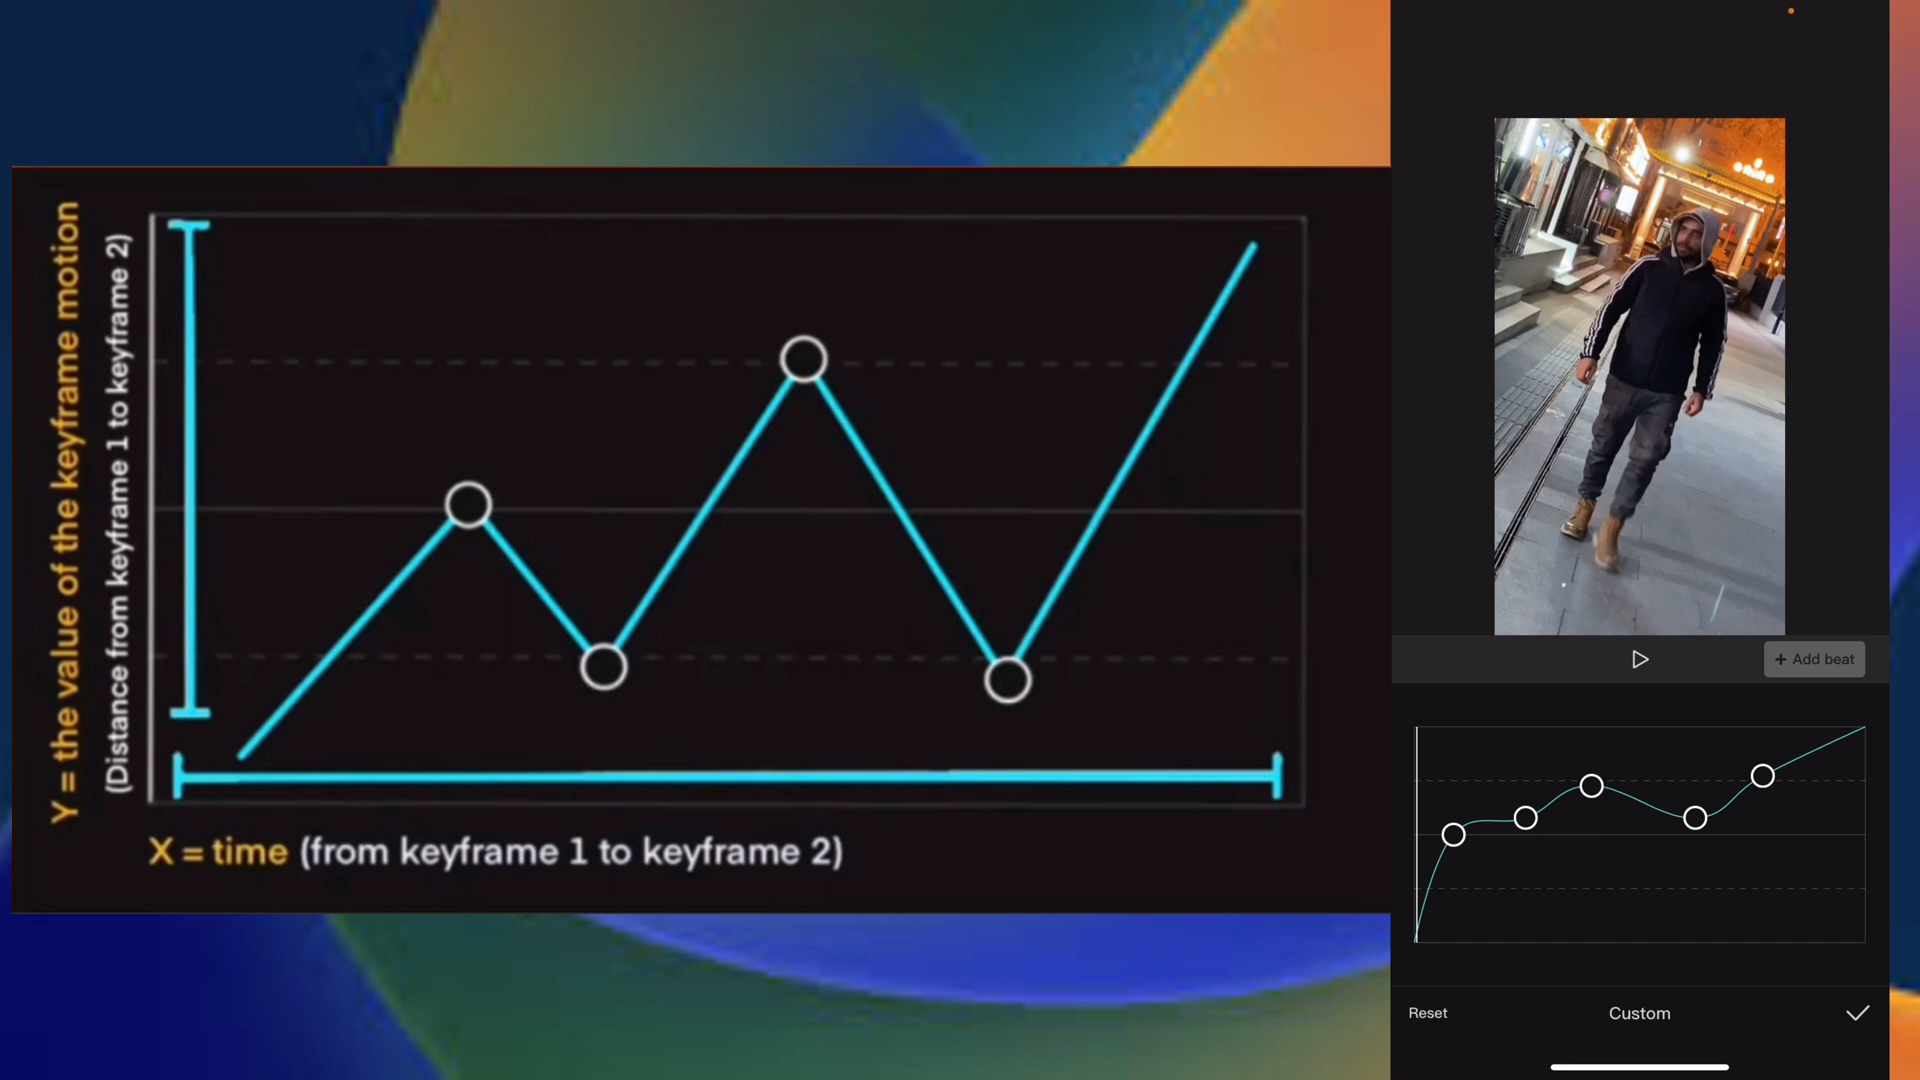 Y = the value of the keyframe motion
(Distance from keyframe 1 to keyframe 2)
X = time (from keyframe 1 to keyframe 2)
+ Add beat
Reset
Custom